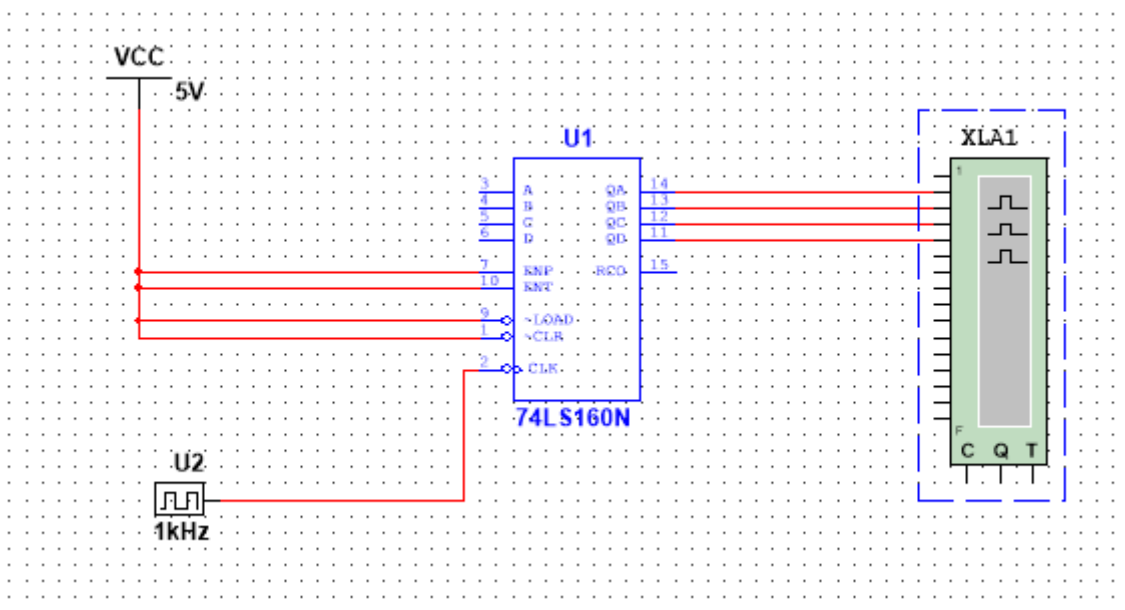 VCC
5V
U1
XLA1
3 A QA 14
4 B QB 13
5 C QC 12
6 D QD 11
7 ENP RCO 15
10 ENT
9 ~LOAD
1 ~CLR
2 CLK
74LS160N
1
F
C Q T
U2
1kHz